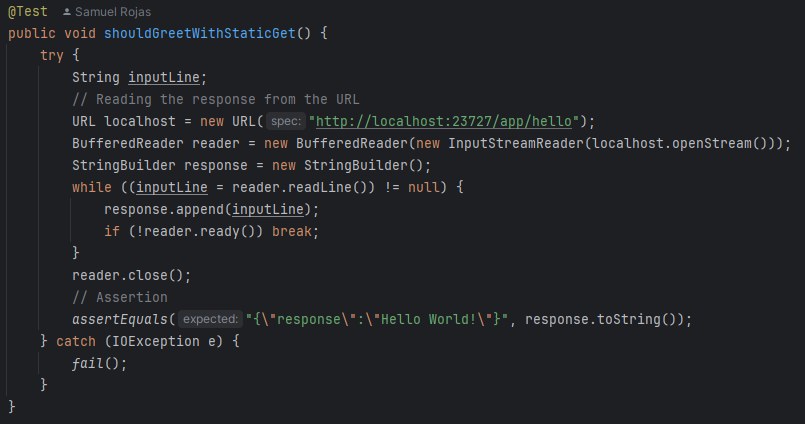 @Test   Samuel Rojas
public void shouldGreetWithStaticGet() {
    try {
        String inputLine;
        // Reading the response from the URL
        URL localhost = new URL( spec: "http://localhost:23727/app/hello");
        BufferedReader reader = new BufferedReader(new InputStreamReader(localhost.openStream()));
        StringBuilder response = new StringBuilder();
        while ((inputLine = reader.readLine()) != null) {
            response.append(inputLine);
            if (!reader.ready()) break;
        }
        reader.close();
        // Assertion
        assertEquals( expected: "{\"response\":\"Hello World!\"}", response.toString());
    } catch (IOException e) {
        fail();
    }
}